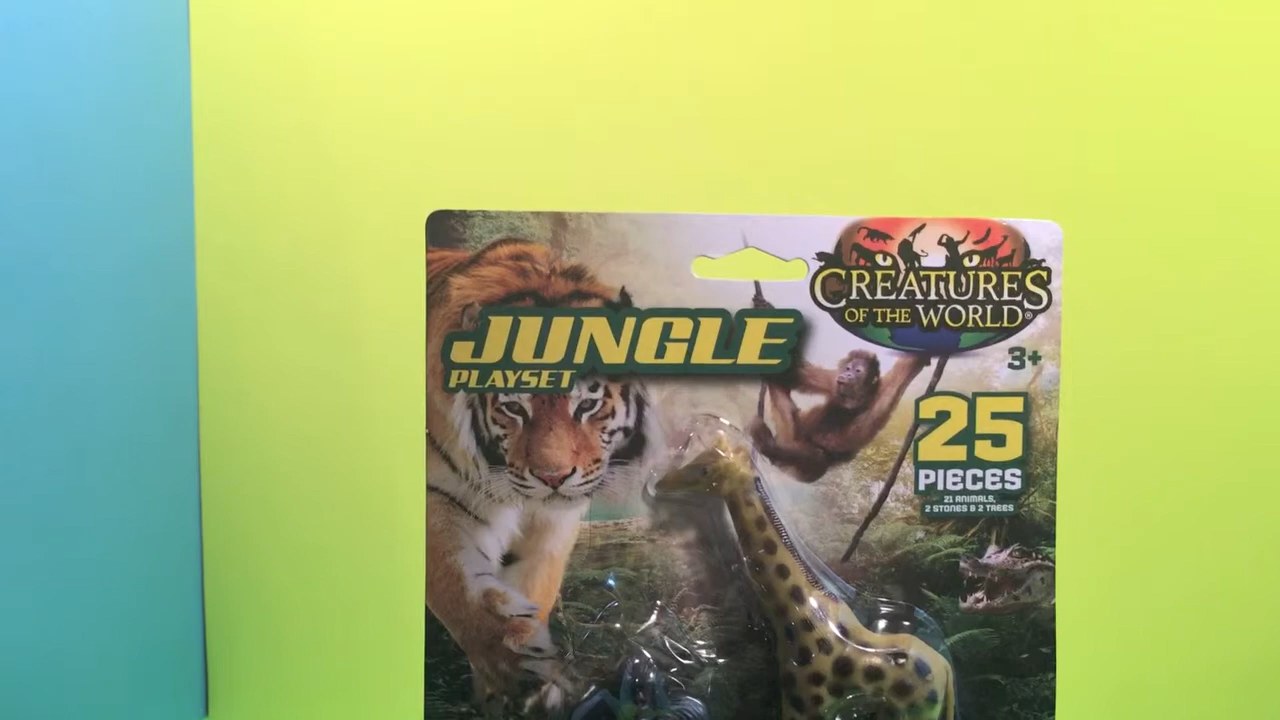 CREATURES
OF THE WORLD®
JUNGLE
PLAYSET
3+
25
PIECES
21 ANIMALS,
2 STONES & 2 TREES